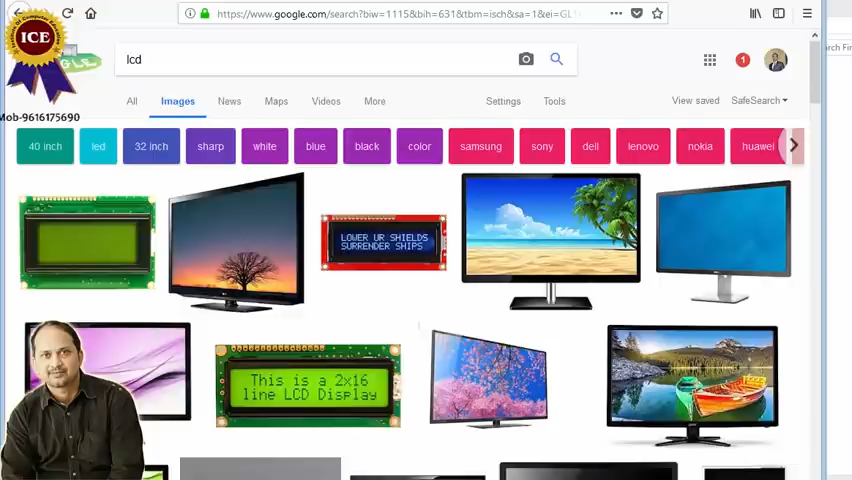 https://www.google.com/search?biw=1115&bih=631&tbm=isch&sa=1&ei=GL
ICE
lcd
1
Mob-9616175690
All Images News Maps Videos More Settings Tools View saved SafeSearch
40 inch led 32 inch sharp white blue black color samsung sony dell lenovo nokia huawei
LOWER UR SHIELDS
SURRENDER SHIPS
This is a 2x16
line LCD Display